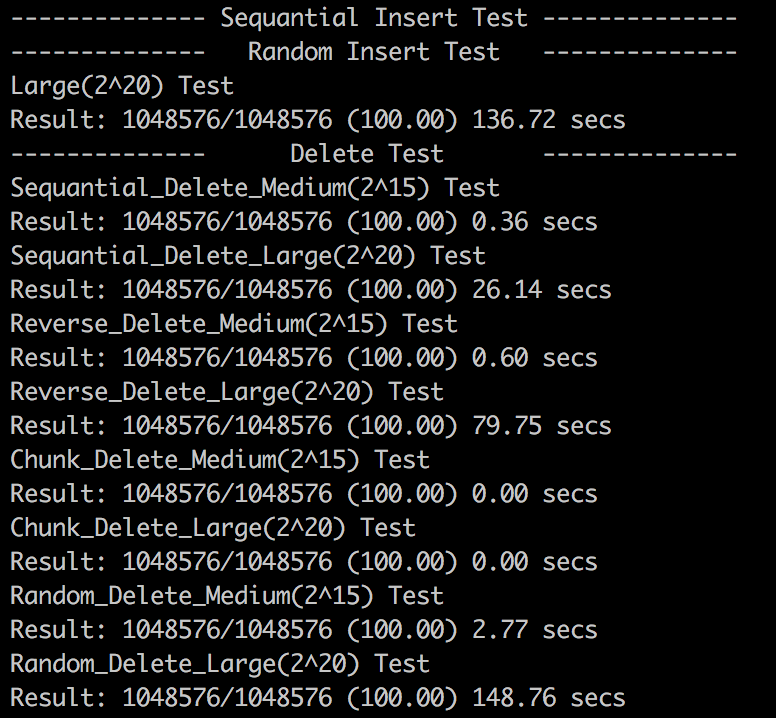 -------------- Sequantial Insert Test --------------
-------------- Random Insert Test --------------
Large(2^20) Test
Result: 1048576/1048576 (100.00) 136.72 secs
-------------- Delete Test --------------
Sequantial_Delete_Medium(2^15) Test
Result: 1048576/1048576 (100.00) 0.36 secs
Sequantial_Delete_Large(2^20) Test
Result: 1048576/1048576 (100.00) 26.14 secs
Reverse_Delete_Medium(2^15) Test
Result: 1048576/1048576 (100.00) 0.60 secs
Reverse_Delete_Large(2^20) Test
Result: 1048576/1048576 (100.00) 79.75 secs
Chunk_Delete_Medium(2^15) Test
Result: 1048576/1048576 (100.00) 0.00 secs
Chunk_Delete_Large(2^20) Test
Result: 1048576/1048576 (100.00) 0.00 secs
Random_Delete_Medium(2^15) Test
Result: 1048576/1048576 (100.00) 2.77 secs
Random_Delete_Large(2^20) Test
Result: 1048576/1048576 (100.00) 148.76 secs